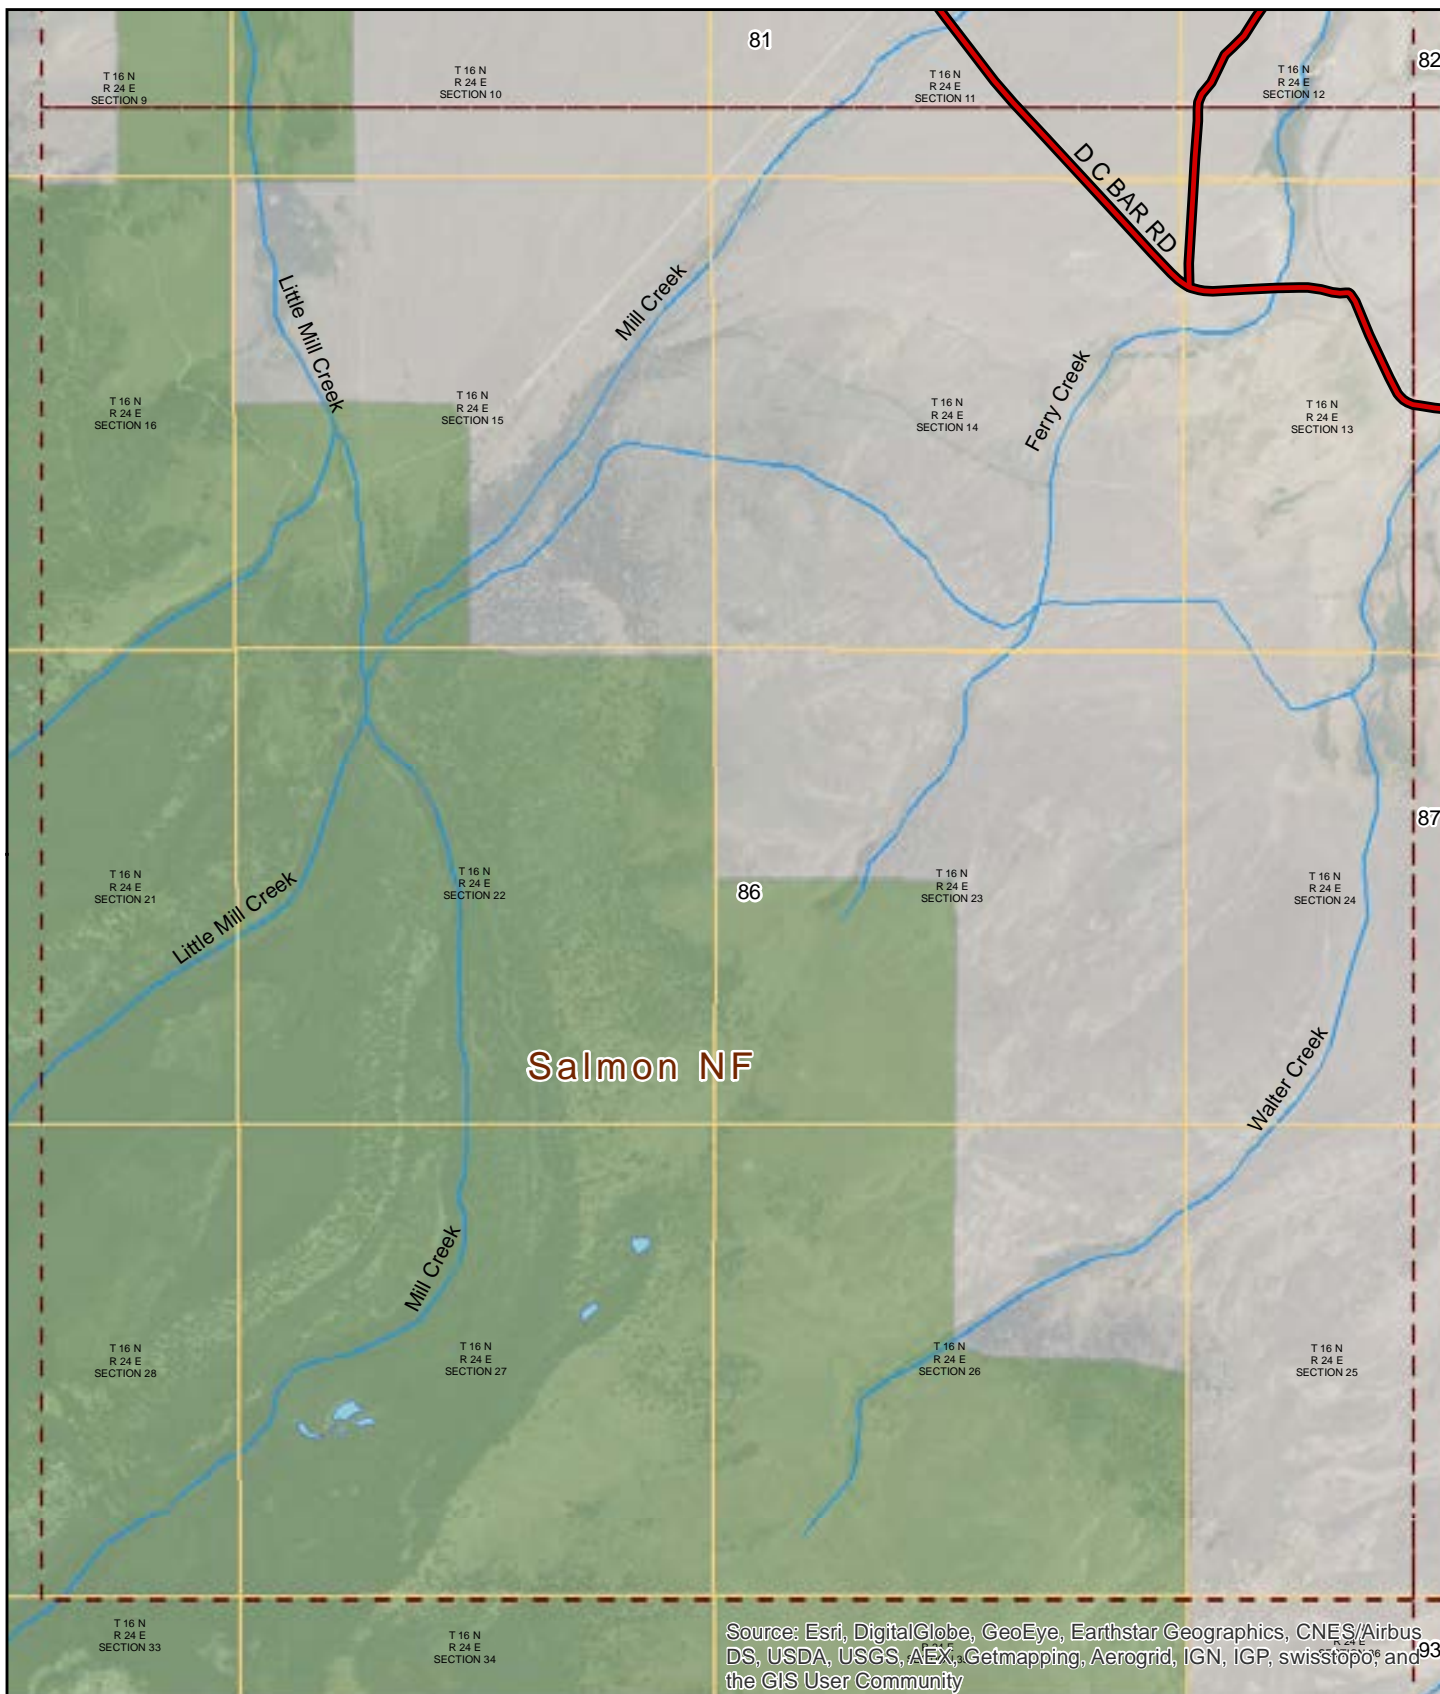 81
82
T 16 N
R 24 E
SECTION 9
T 16 N
R 24 E
SECTION 10
T 16 N
R 24 E
SECTION 11
T 16 N
R 24 E
SECTION 12
D C BAR RD
Little Mill Creek
Mill Creek
Ferry Creek
T 16 N
R 24 E
SECTION 16
T 16 N
R 24 E
SECTION 15
T 16 N
R 24 E
SECTION 14
T 16 N
R 24 E
SECTION 13
87
T 16 N
R 24 E
SECTION 21
T 16 N
R 24 E
SECTION 22
86
T 16 N
R 24 E
SECTION 23
T 16 N
R 24 E
SECTION 24
Little Mill Creek
Salmon NF
Walter Creek
Mill Creek
T 16 N
R 24 E
SECTION 28
T 16 N
R 24 E
SECTION 27
T 16 N
R 24 E
SECTION 26
T 16 N
R 24 E
SECTION 25
T 16 N
R 24 E
SECTION 33
T 16 N
R 24 E
SECTION 34
R 24 E
R 24 E
93
Source: Esri, DigitalGlobe, GeoEye, Earthstar Geographics, CNES/Airbus
DS, USDA, USGS, AEX, Getmapping, Aerogrid, IGN, IGP, swisstopo, and
the GIS User Community